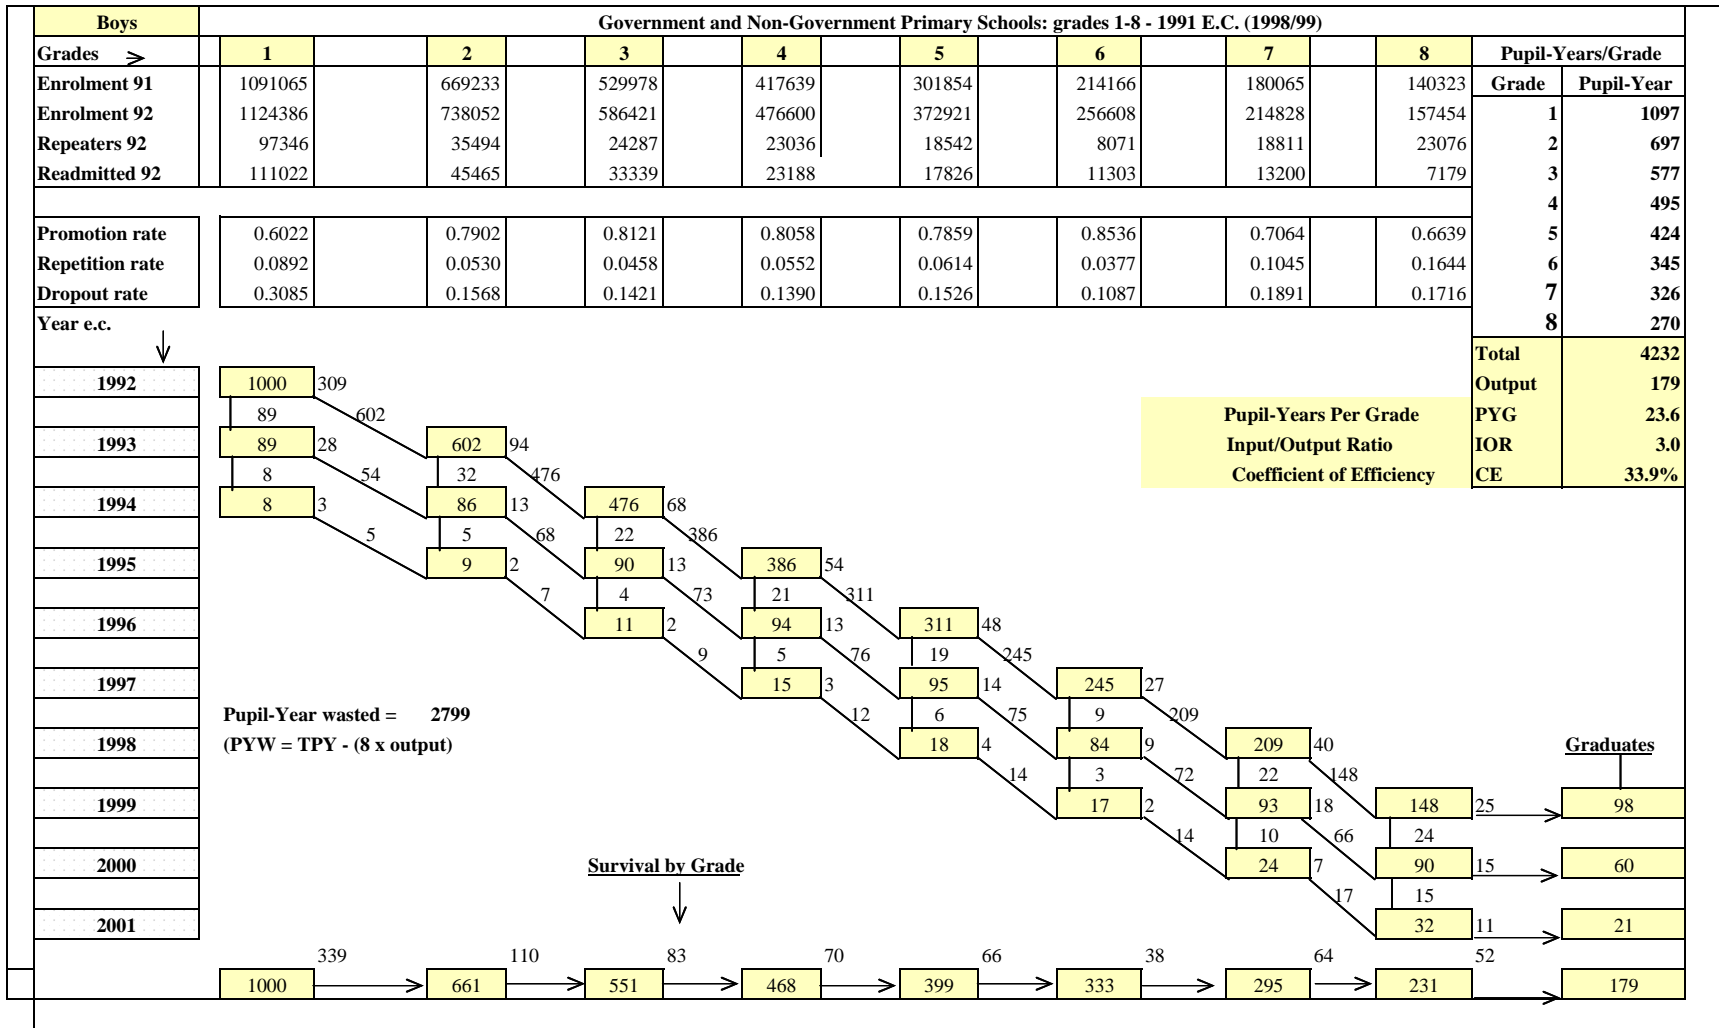 Boys Government and Non-Government Primary Schools: grades 1-8 - 1991 E.C. (1998/99)
Grades 1 2 3 4 5 6 7 8 Pupil-Years/Grade
Enrolment 91 1091065 669233 529978 417639 301854 214166 180065 140323 Grade Pupil-Year
Enrolment 92 1124386 738052 586421 476600 372921 256608 214828 157454 1 1097
Repeaters 92 97346 35494 24287 23036 18542 8071 18811 23076 2 697
Readmitted 92 111022 45465 33339 23188 17826 11303 13200 7179 3 577
4 495
Promotion rate 0.6022 0.7902 0.8121 0.8058 0.7859 0.8536 0.7064 0.6639 5 424
Repetition rate 0.0892 0.0530 0.0458 0.0552 0.0614 0.0377 0.1045 0.1644 6 345
Dropout rate 0.3085 0.1568 0.1421 0.1390 0.1526 0.1087 0.1891 0.1716 7 326
Year e.c. 8 270
Total 4232
1992 1000 309 Output 179
89 602 Pupil-Years Per Grade PYG 23.6
1993 89 28 602 94 Input/Output Ratio IOR 3.0
8 54 32 476 Coefficient of Efficiency CE 33.9%
1994 8 3 86 13 476 68
5 5 68 22 386
1995 9 2 90 13 386 54
7 4 73 21 311
1996 11 2 94 13 311 48
9 5 76 19 245
1997 15 3 95 14 245 27
Pupil-Year wasted = 2799 12 6 75 9 209
1998 (PYW = TPY - (8 x output) 18 4 84 9 209 40 Graduates
14 3 72 22 148
1999 17 2 93 18 148 25 98
14 10 66 24
2000 Survival by Grade 24 7 90 15 60
17 15
2001 32 11 21
339 110 83 70 66 38 64 52
1000 661 551 468 399 333 295 231 179